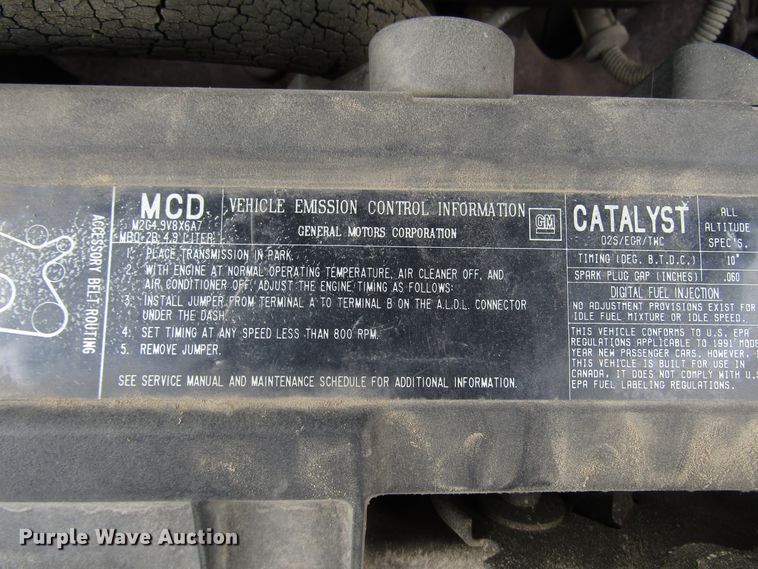 ACCESSORY BELT ROUTING
MCD
M2G4.9V8X6A7
MBO-2B 4.9 LITER
VEHICLE EMISSION CONTROL INFORMATION
GENERAL MOTORS CORPORATION
GM
1. PLACE TRANSMISSION IN PARK.
2. WITH ENGINE AT NORMAL OPERATING TEMPERATURE, AIR CLEANER OFF, AND
AIR CONDITIONER OFF, ADJUST THE ENGINE TIMING AS FOLLOWS:
3. INSTALL JUMPER FROM TERMINAL A TO TERMINAL B ON THE A.L.D.L. CONNECTOR
UNDER THE DASH.
4. SET TIMING AT ANY SPEED LESS THAN 800 RPM.
5. REMOVE JUMPER.
SEE SERVICE MANUAL AND MAINTENANCE SCHEDULE FOR ADDITIONAL INFORMATION.
CATALYST
O2S/EGR/TWC
ALL
ALTITUDE
SPEC'S.
TIMING (DEG. B.T.D.C.) 10°
SPARK PLUG GAP (INCHES) .060
DIGITAL FUEL INJECTION
NO ADJUSTMENT PROVISIONS EXIST FOR
IDLE FUEL MIXTURE OR IDLE SPEED.
THIS VEHICLE CONFORMS TO U.S. EPA
REGULATIONS APPLICABLE TO 1991 MODE
YEAR NEW PASSENGER CARS. HOWEVER, T
THIS VEHICLE IS BUILT FOR USE IN
CANADA, IT DOES NOT COMPLY WITH U.S
EPA FUEL LABELING REGULATIONS.
Purple Wave Auction